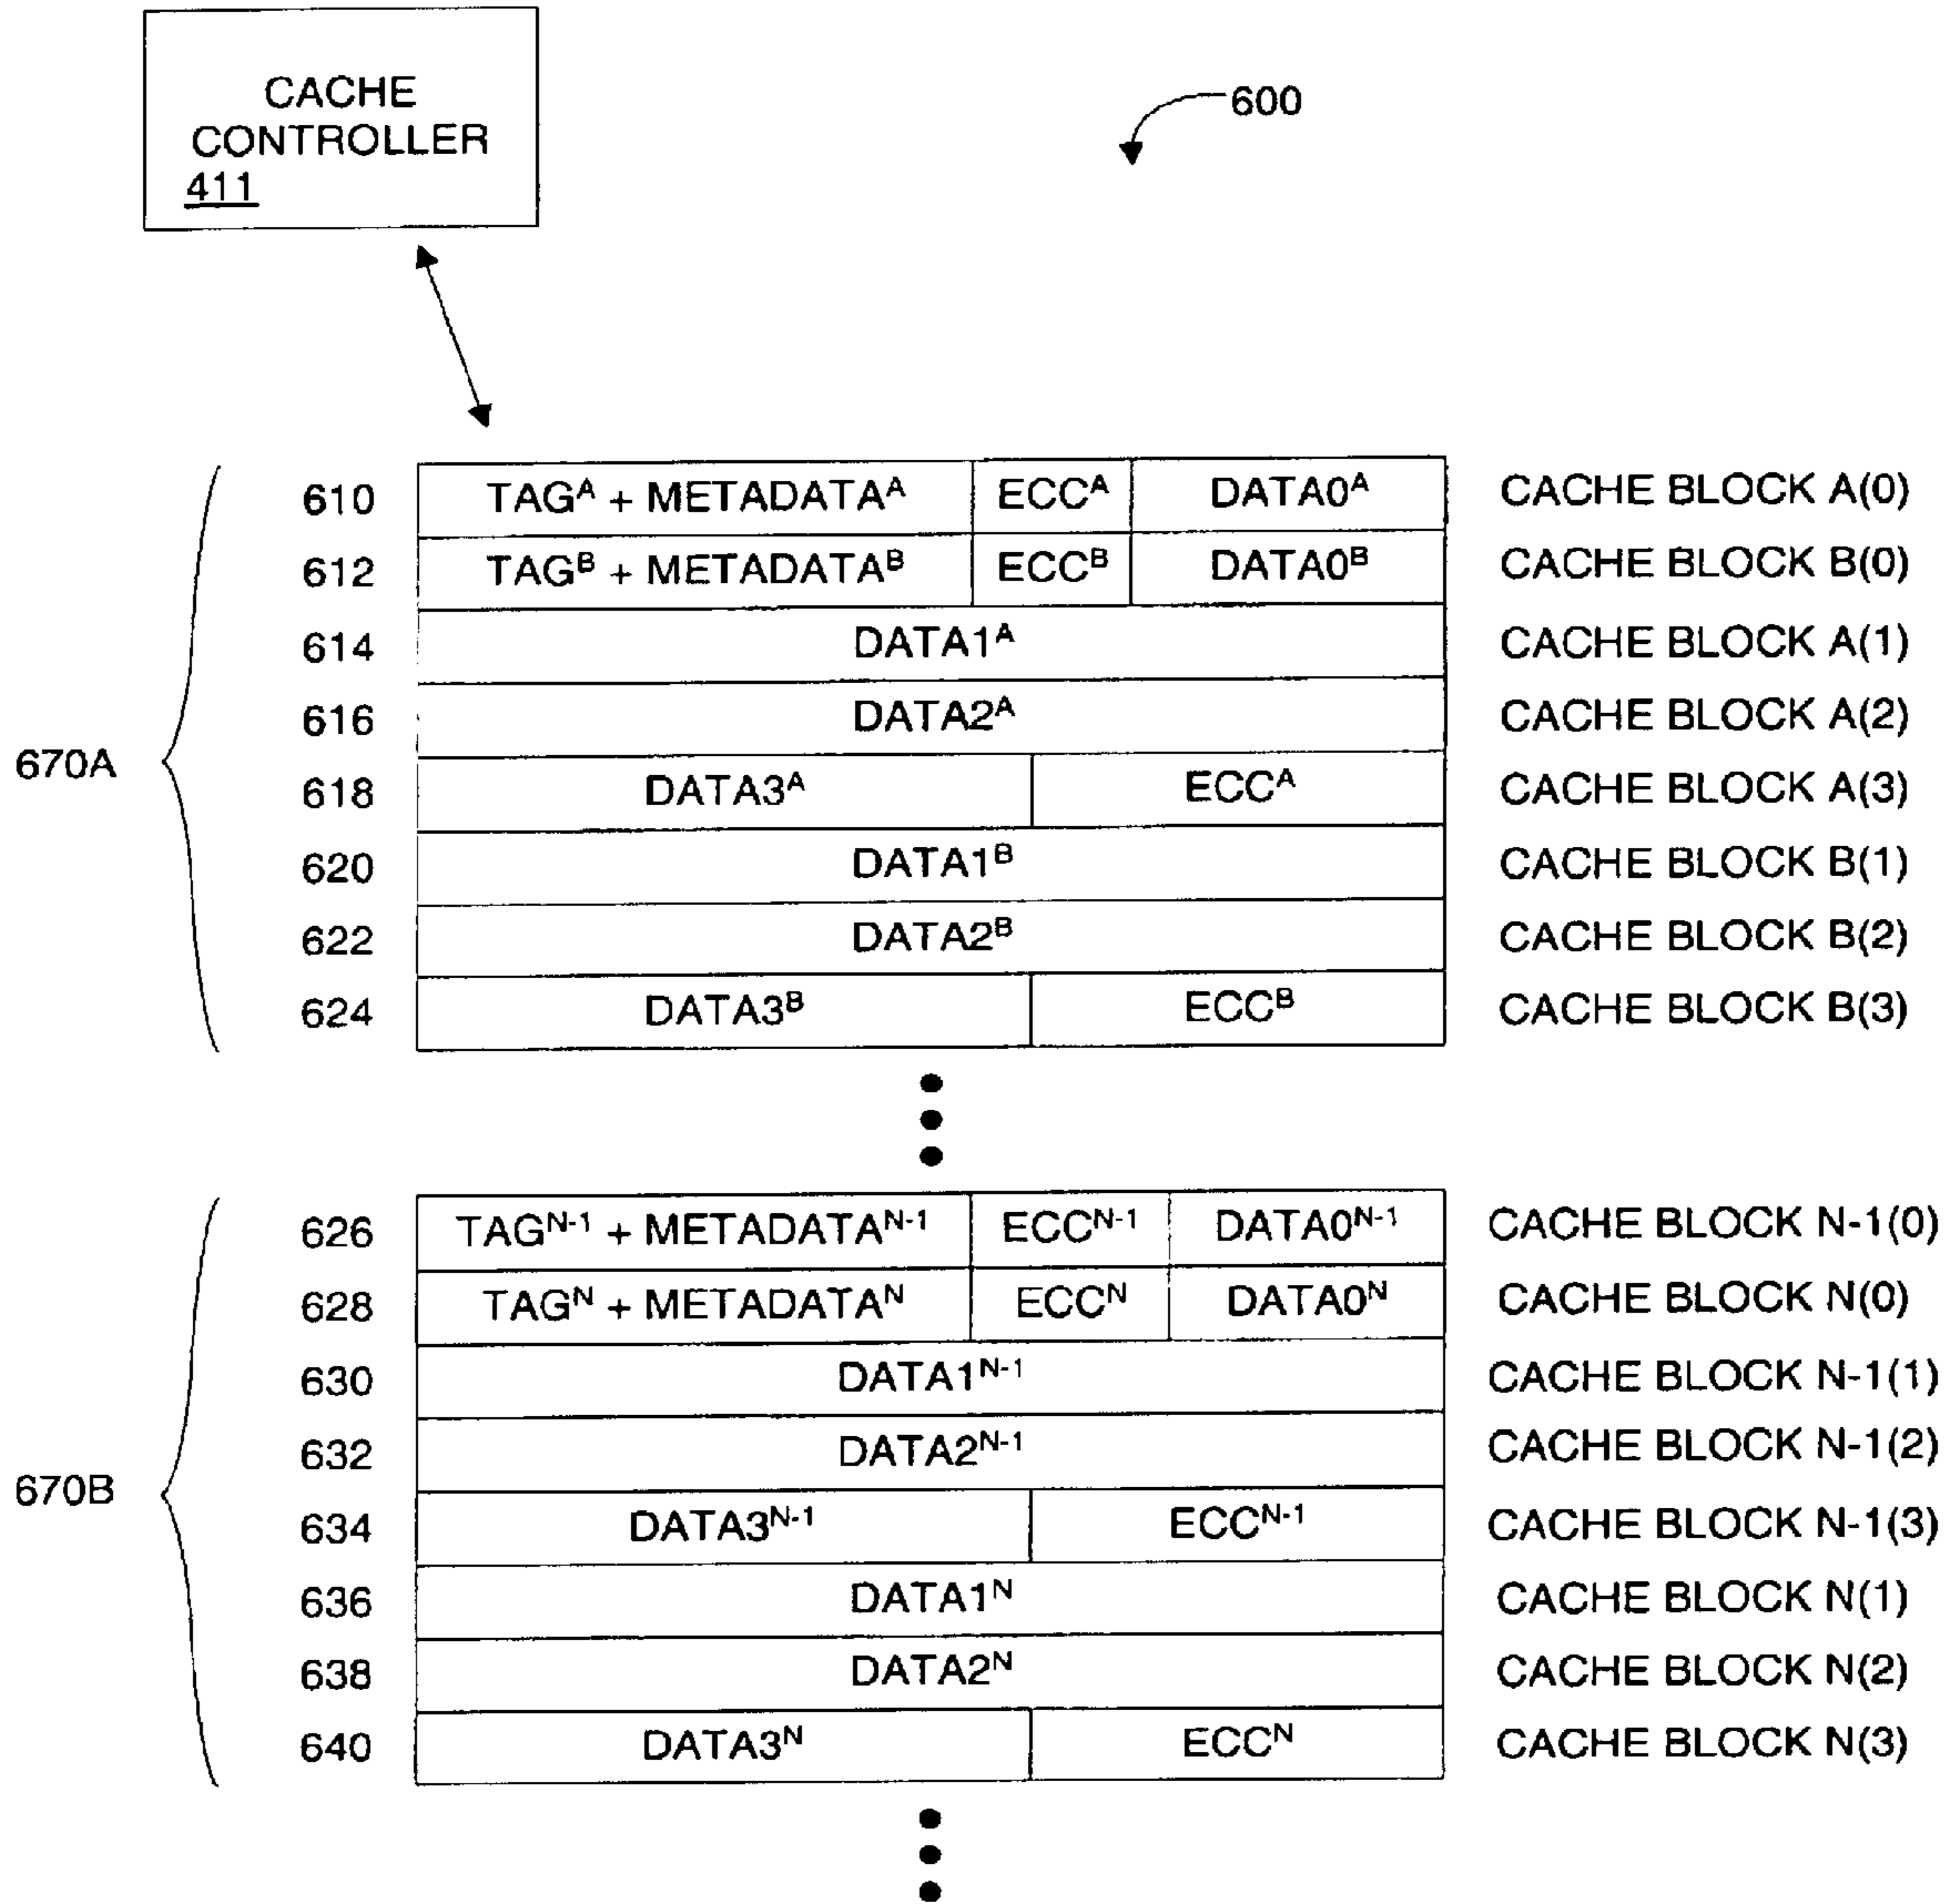 CACHE
CONTROLLER
411
600
670A
610 TAG^A + METADATA^A ECC^A DATA0^A CACHE BLOCK A(0)
612 TAG^B + METADATA^B ECC^B DATA0^B CACHE BLOCK B(0)
614 DATA1^A CACHE BLOCK A(1)
616 DATA2^A CACHE BLOCK A(2)
618 DATA3^A ECC^A CACHE BLOCK A(3)
620 DATA1^B CACHE BLOCK B(1)
622 DATA2^B CACHE BLOCK B(2)
624 DATA3^B ECC^B CACHE BLOCK B(3)
670B
626 TAG^N-1 + METADATA^N-1 ECC^N-1 DATA0^N-1 CACHE BLOCK N-1(0)
628 TAG^N + METADATA^N ECC^N DATA0^N CACHE BLOCK N(0)
630 DATA1^N-1 CACHE BLOCK N-1(1)
632 DATA2^N-1 CACHE BLOCK N-1(2)
634 DATA3^N-1 ECC^N-1 CACHE BLOCK N-1(3)
636 DATA1^N CACHE BLOCK N(1)
638 DATA2^N CACHE BLOCK N(2)
640 DATA3^N ECC^N CACHE BLOCK N(3)